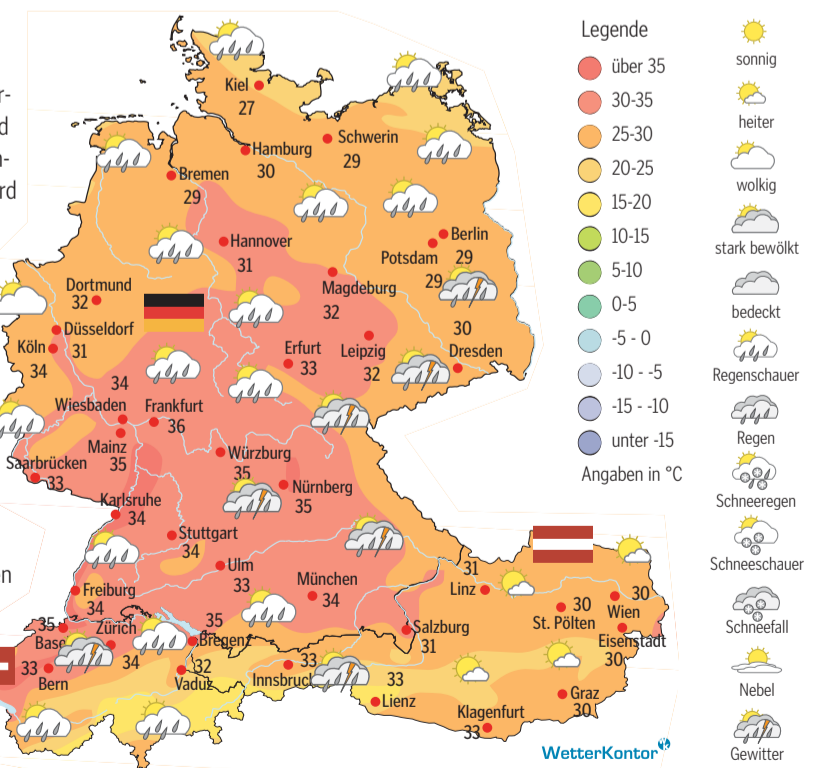 r-
d
n-
rd
en
Kiel
27
Hamburg
30
Schwerin
29
Bremen
29
Hannover
31
Berlin
29
Potsdam
29
Magdeburg
32
Dortmund
32
Düsseldorf
31
Köln
34
Erfurt
33
Leipzig
32
30
Dresden
34
Wiesbaden
Frankfurt
36
Mainz
35
Würzburg
35
Saarbrücken
33
Nürnberg
35
Karlsruhe
34
Stuttgart
34
Ulm
33
München
34
Freiburg
34
35
Base
Zürich
34
35
Bregenz
33
Bern
32
Vaduz
33
Innsbruck
33
Lienz
Salzburg
31
31
Linz
30
St. Pölten
30
Wien
Eisenstadt
30
Graz
30
Klagenfurt
33
WetterKontor
Legende
über 35
30-35
25-30
20-25
15-20
10-15
5-10
0-5
-5 - 0
-10 - -5
-15 - -10
unter -15
Angaben in °C
sonnig
heiter
wolkig
stark bewölkt
bedeckt
Regenschauer
Regen
Schneeregen
Schneeschauer
Schneefall
Nebel
Gewitter